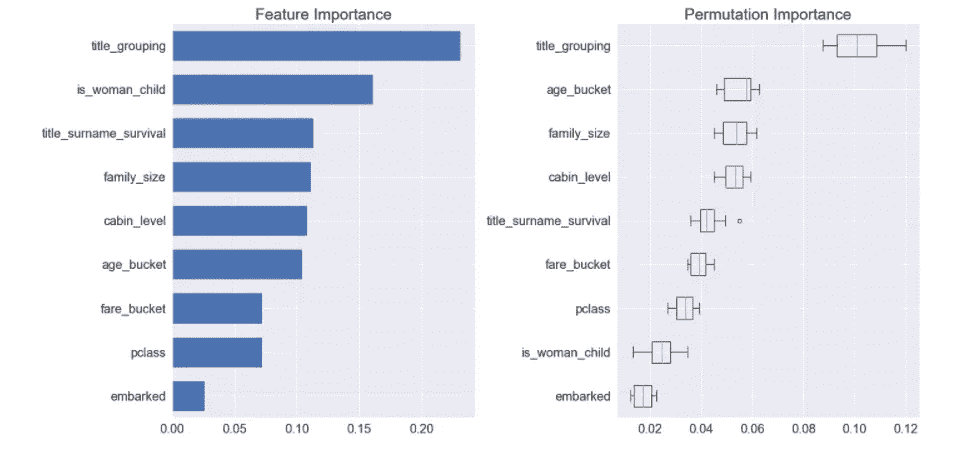 Feature Importance
title_grouping
is_woman_child
title_surname_survival
family_size
cabin_level
age_bucket
fare_bucket
pclass
embarked
0.00 0.05 0.10 0.15 0.20
Permutation Importance
title_grouping
age_bucket
family_size
cabin_level
title_surname_survival
fare_bucket
pclass
is_woman_child
embarked
0.02 0.04 0.06 0.08 0.10 0.12